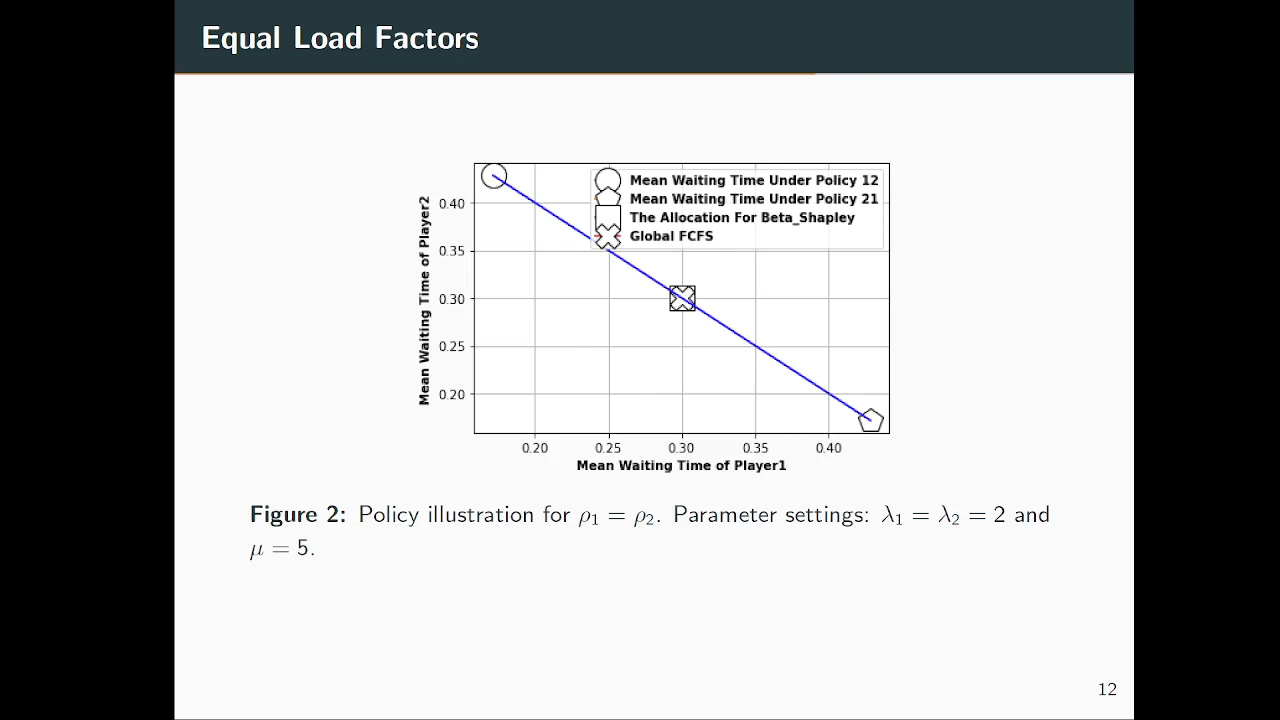 Equal Load Factors
Mean Waiting Time Under Policy 12
Mean Waiting Time Under Policy 21
The Allocation For Beta_Shapley
Global FCFS
Mean Waiting Time of Player2
0.40
0.35
0.30
0.25
0.20
0.20 0.25 0.30 0.35 0.40
Mean Waiting Time of Player1
Figure 2: Policy illustration for ρ₁ = ρ₂. Parameter settings: λ₁ = λ₂ = 2 and
μ = 5.
12